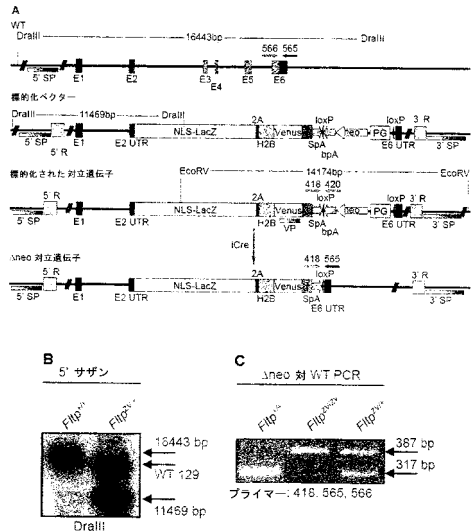 A
WT
DraIII 16443bp DraIII
566 565
5' SP E1 E2 E3 E4 E5 E6
標的化ベクター
DraIII 11469bp DraIII
2A loxP loxP 3' R
NLS-LacZ Venus neo PG
5' SP 5' R E1 E2 UTR H2B SpA bpA E6 UTR 3' SP
標的化された 対立遺伝子
EcoRV 14174bp EcoRV
418 420
5' R 2A loxP loxP 3' R
NLS-LacZ Venus neo PG
5' SP E1 E2 UTR H2B VP SpA bpA E6 UTR 3' SP
iCre
Δneo 対立遺伝子
418 565
5' R 2A loxP 3' R
NLS-LacZ Venus
5' SP E1 E2 UTR H2B SpA E6 UTR 3' SP
B
5' サザン
Fltp+/+ FltpZV/+
16443 bp
WT 129
11469 bp
DraIII
C
Δneo 対 WT PCR
Fltp+/+ FltpZV/ZV FltpZV/+
387 bp
317 bp
プライマー: 418, 565, 566